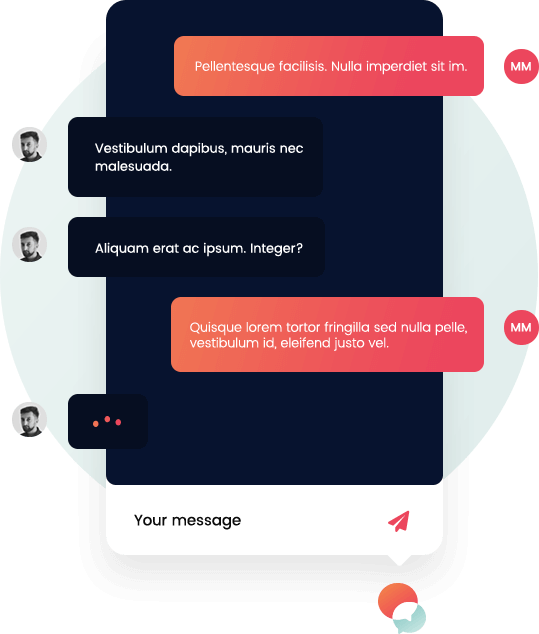 Pellentesque facilisis. Nulla imperdiet sit im.
MM
Vestibulum dapibus, mauris nec
malesuada.
Aliquam erat ac ipsum. Integer?
Quisque lorem tortor fringilla sed nulla pelle,
vestibulum id, eleifend justo vel.
MM
Your message